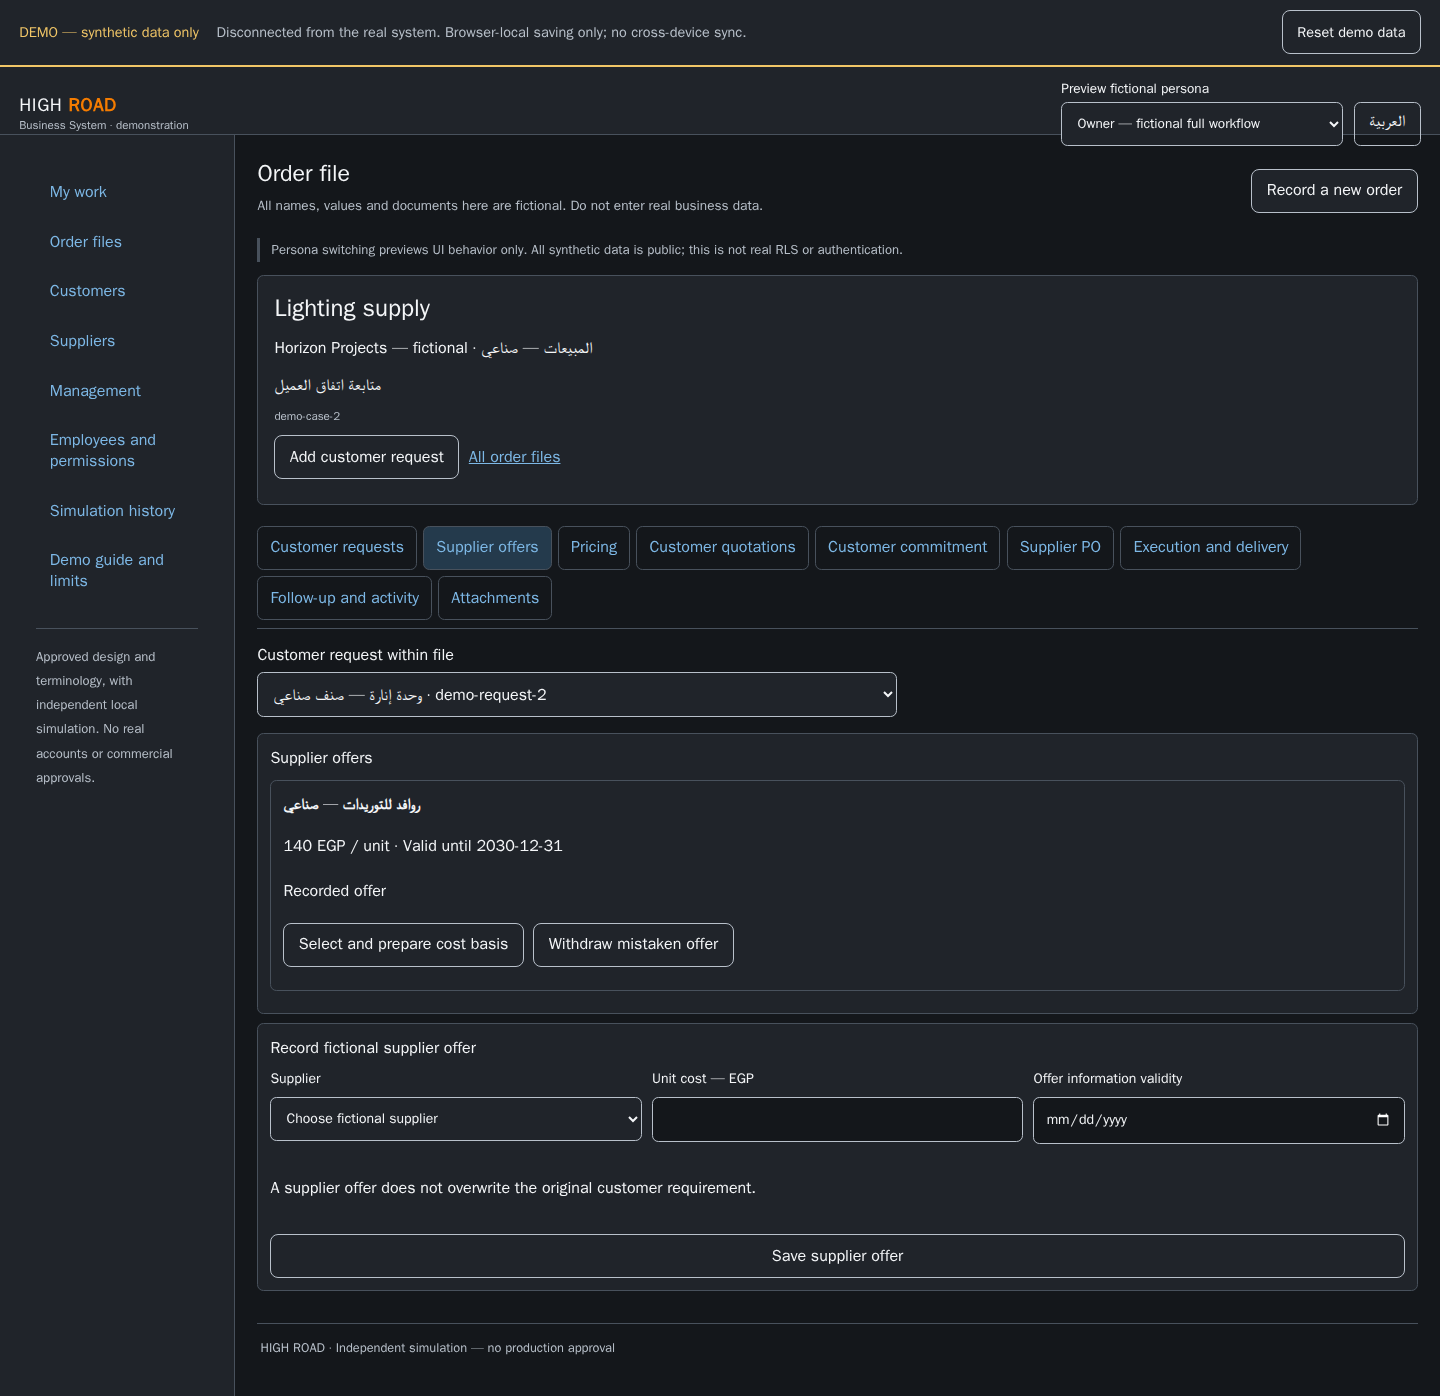 DEMO — synthetic data only Disconnected from the real system. Browser-local saving only; no cross-device sync. Reset demo data
HIGH ROAD
Business System · demonstration
Preview fictional persona
Owner — fictional full workflow
العربية
My work
Order files
Customers
Suppliers
Management
Employees and
permissions
Simulation history
Demo guide and
limits
Approved design and
terminology, with
independent local
simulation. No real
accounts or commercial
approvals.
Order file
All names, values and documents here are fictional. Do not enter real business data.
Record a new order
Persona switching previews UI behavior only. All synthetic data is public; this is not real RLS or authentication.
Lighting supply
Horizon Projects — fictional · المبيعات — صناعي
متابعة اتفاق العميل
demo-case-2
Add customer request All order files
Customer requests Supplier offers Pricing Customer quotations Customer commitment Supplier PO Execution and delivery
Follow-up and activity Attachments
Customer request within file
وحدة إنارة — صنف صناعي · demo-request-2
Supplier offers
روافد للتوريدات — صناعي
140 EGP / unit · Valid until 2030-12-31
Recorded offer
Select and prepare cost basis Withdraw mistaken offer
Record fictional supplier offer
Supplier Unit cost — EGP Offer information validity
Choose fictional supplier mm/dd/yyyy
A supplier offer does not overwrite the original customer requirement.
Save supplier offer
HIGH ROAD · Independent simulation — no production approval